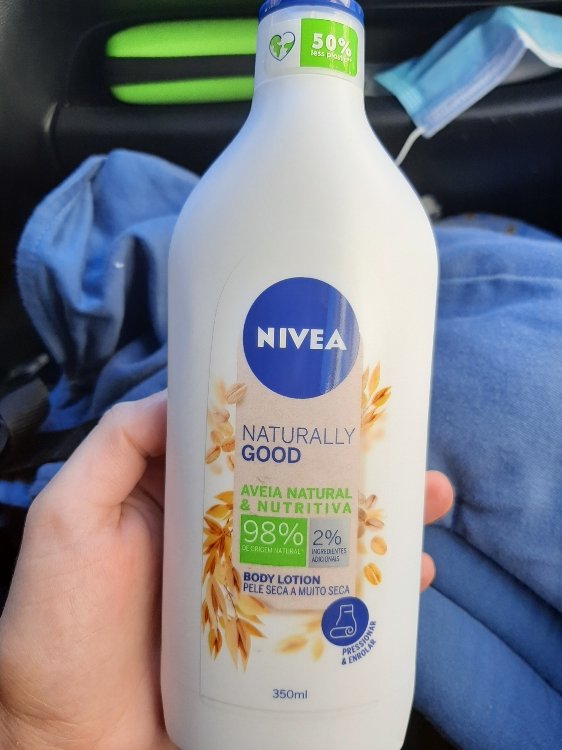 50%
less plastic
NIVEA
NATURALLY
GOOD
AVEIA NATURAL
& NUTRITIVA
98%
DE ORIGEM NATURAL
2%
INGREDIENTES
ADICIONAIS
BODY LOTION
PELE SECA A MUITO SECA
PRESSIONAR
& ENROLAR
350ml